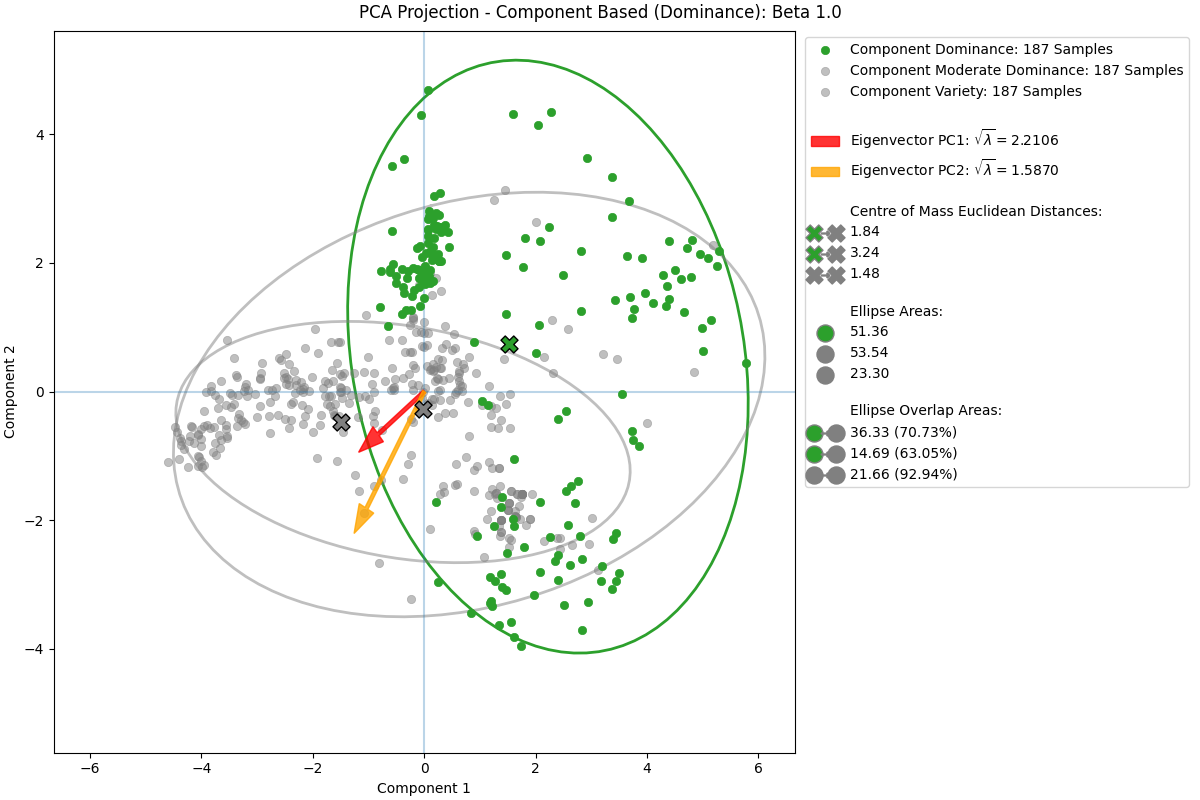 PCA Projection - Component Based (Dominance): Beta 1.0
Component 2
4
2
0
−2
−4
−6
−4
−2
0
2
4
6
Component 1
Component Dominance: 187 Samples
Component Moderate Dominance: 187 Samples
Component Variety: 187 Samples
Eigenvector PC1: √λ = 2.2106
Eigenvector PC2: √λ = 1.5870
Centre of Mass Euclidean Distances:
1.84
3.24
1.48
Ellipse Areas:
51.36
53.54
23.30
Ellipse Overlap Areas:
36.33 (70.73%)
14.69 (63.05%)
21.66 (92.94%)